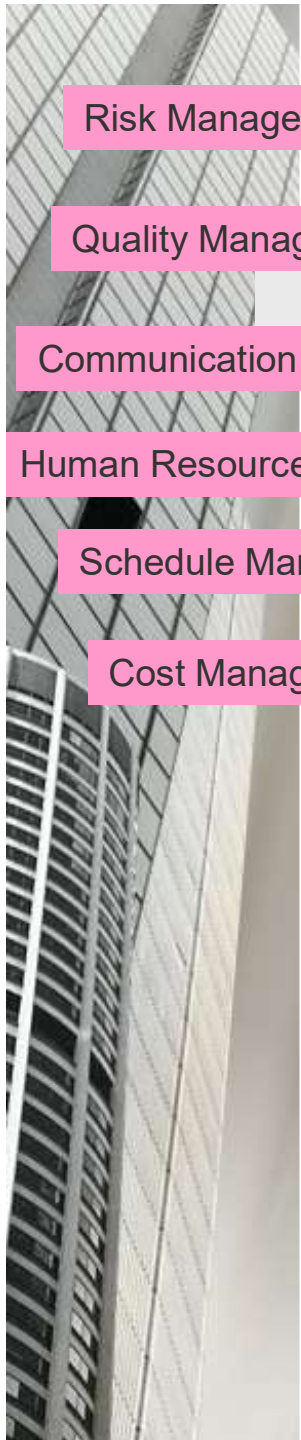 Risk Manage
Quality Manag
Communication
Human Resource
Schedule Ma
Cost Manag